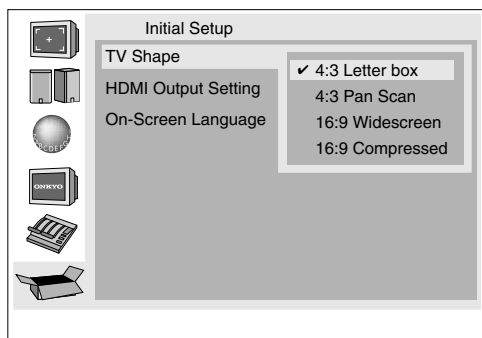 Initial Setup
TV Shape
HDMI Output Setting
On-Screen Language
✔ 4:3 Letter box
4:3 Pan Scan
16:9 Widescreen
16:9 Compressed
ONKYO